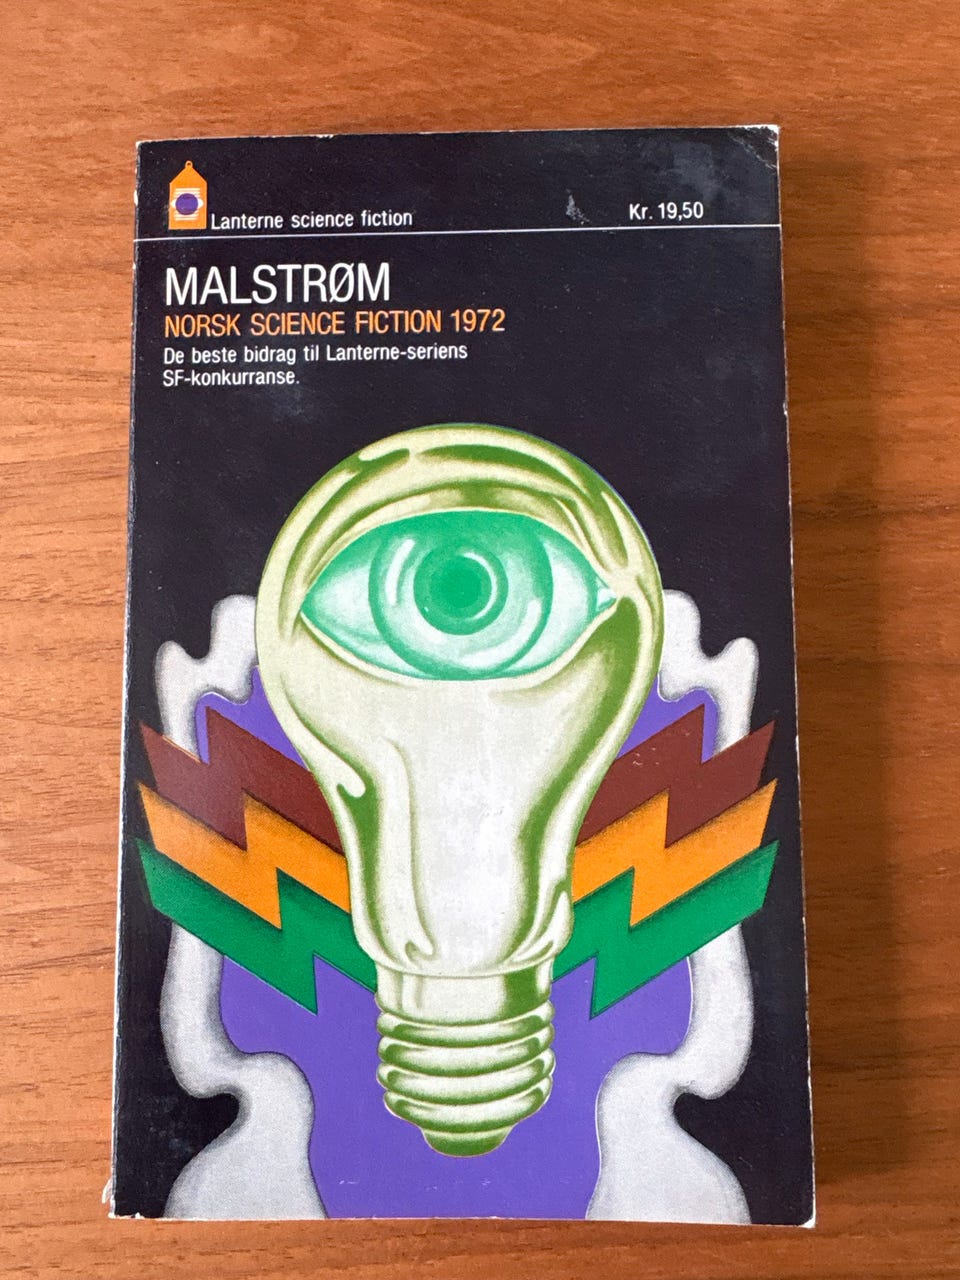 Lanterne science fiction
Kr. 19,50
MALSTRØM
NORSK SCIENCE FICTION 1972
De beste bidrag til Lanterne-seriens
SF-konkurranse.